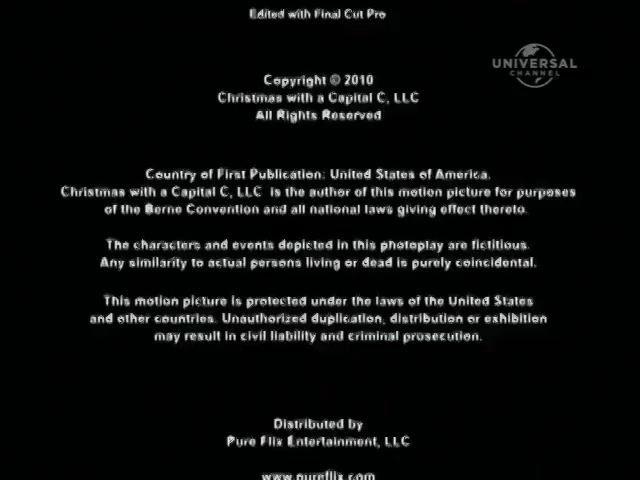 Edited with Final Cut Pro
UNIVERSAL
CHANNEL
Copyright © 2010
Christmas with a Capital C, LLC
All Rights Reserved
Country of First Publication: United States of America.
Christmas with a Capital C, LLC is the author of this motion picture for purposes
of the Berne Convention and all national laws giving effect thereto.
The characters and events depicted in this photoplay are fictitious.
Any similarity to actual persons living or dead is purely coincidental.
This motion picture is protected under the laws of the United States
and other countries. Unauthorized duplication, distribution or exhibition
may result in civil liability and criminal prosecution.
Distributed by
Pure Flix Entertainment, LLC
www.pureflix.com